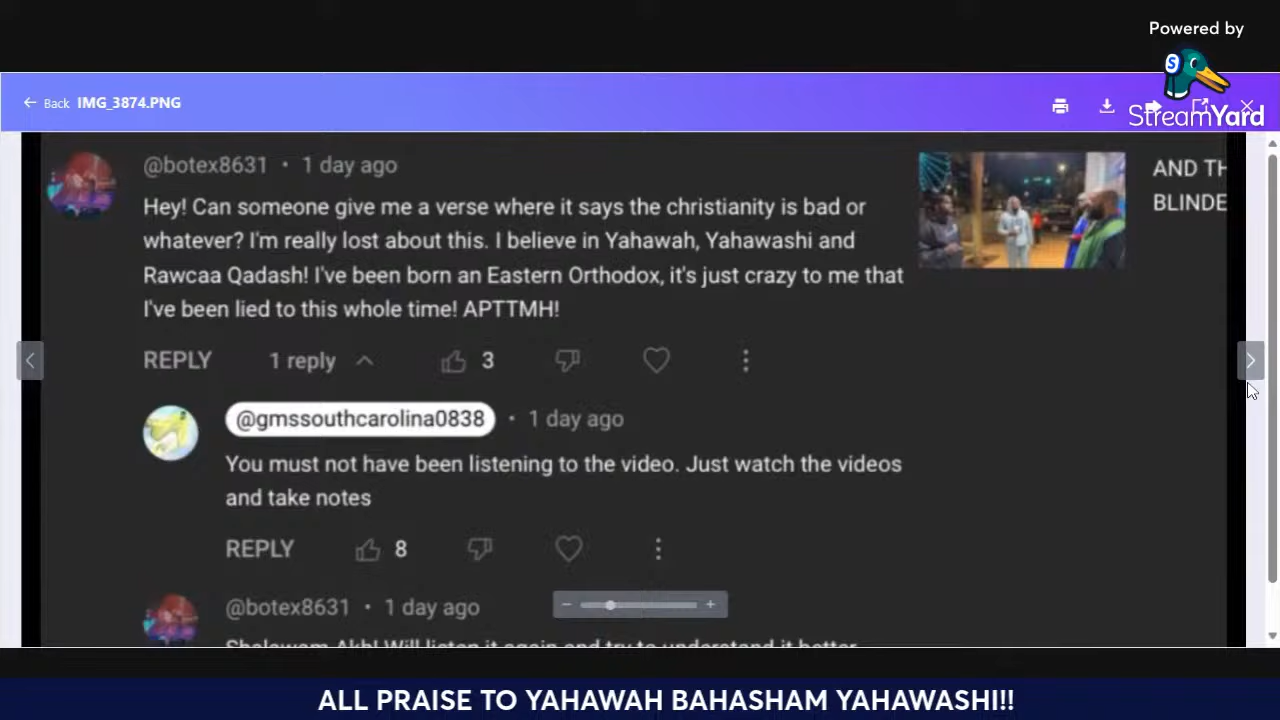 Powered by
StreamYard
Back IMG_3874.PNG
@botex8631 • 1 day ago
Hey! Can someone give me a verse where it says the christianity is bad or
whatever? I'm really lost about this. I believe in Yahawah, Yahawashi and
Rawcaa Qadash! I've been born an Eastern Orthodox, it's just crazy to me that
I've been lied to this whole time! APTTMH!
REPLY 1 reply 3
AND TH
BLINDE
@gmssouthcarolina0838 • 1 day ago
You must not have been listening to the video. Just watch the videos
and take notes
REPLY 8
@botex8631 • 1 day ago
Shalawam Akh! Will listen it again and try to understand it better
ALL PRAISE TO YAHAWAH BAHASHAM YAHAWASHI!!